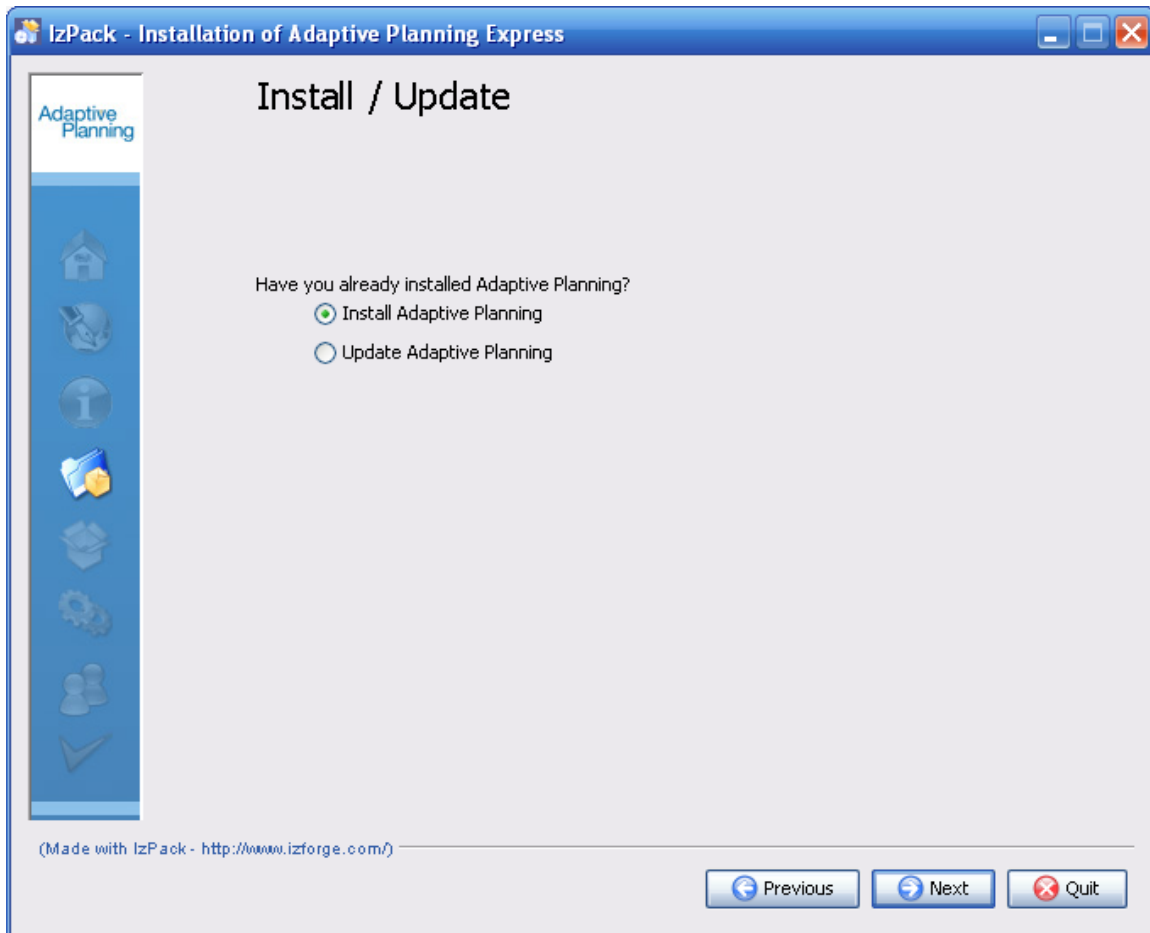 IzPack - Installation of Adaptive Planning Express
Adaptive
Planning
Install / Update
Have you already installed Adaptive Planning?
Install Adaptive Planning
Update Adaptive Planning
(Made with IzPack - http://www.izforge.com/)
Previous
Next
Quit